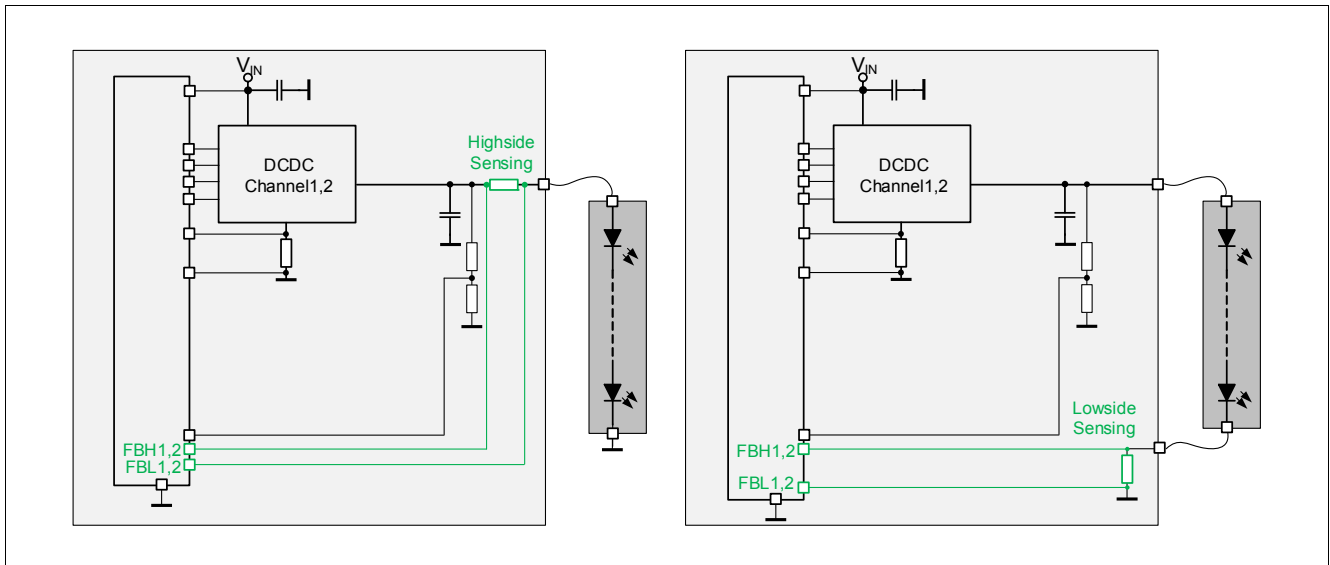 VIN
DCDC
Channel1,2
Highside
Sensing
FBH1,2
FBL1,2
VIN
DCDC
Channel1,2
Lowside
Sensing
FBH1,2
FBL1,2